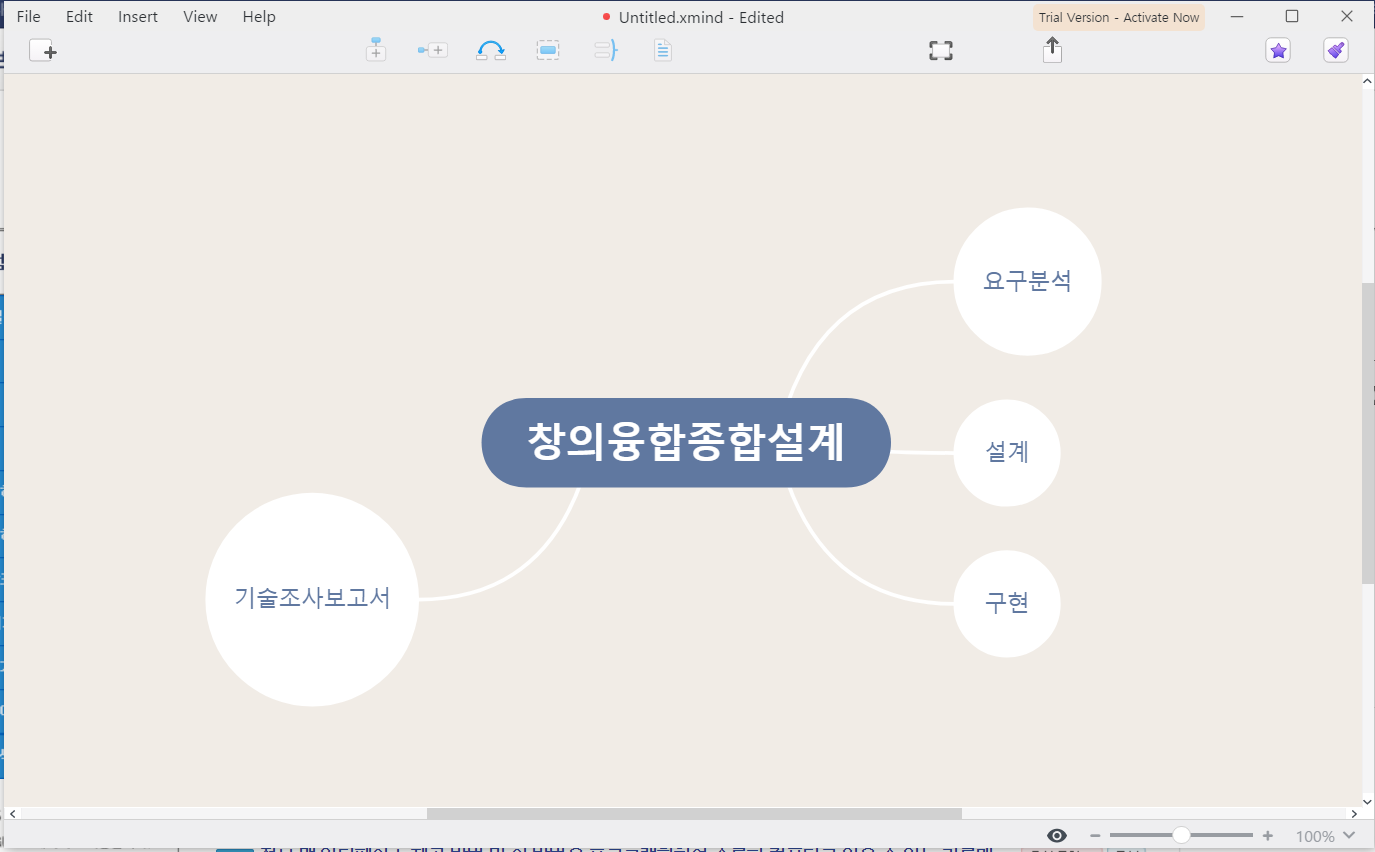 File Edit Insert View Help
Untitled.xmind - Edited
Trial Version - Activate Now
요구분석
창의융합종합설계
설계
기술조사보고서
구현
100%